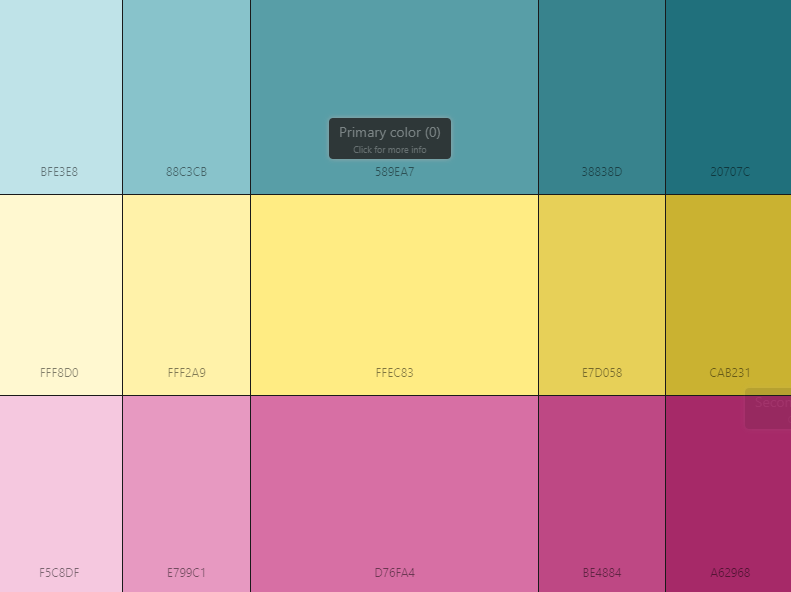 Primary color (0)
Click for more info
BFE3E8
88C3CB
589EA7
38838D
20707C
FFF8D0
FFF2A9
FFEC83
E7D058
CAB231
F5C8DF
E799C1
D76FA4
BE4884
A62968